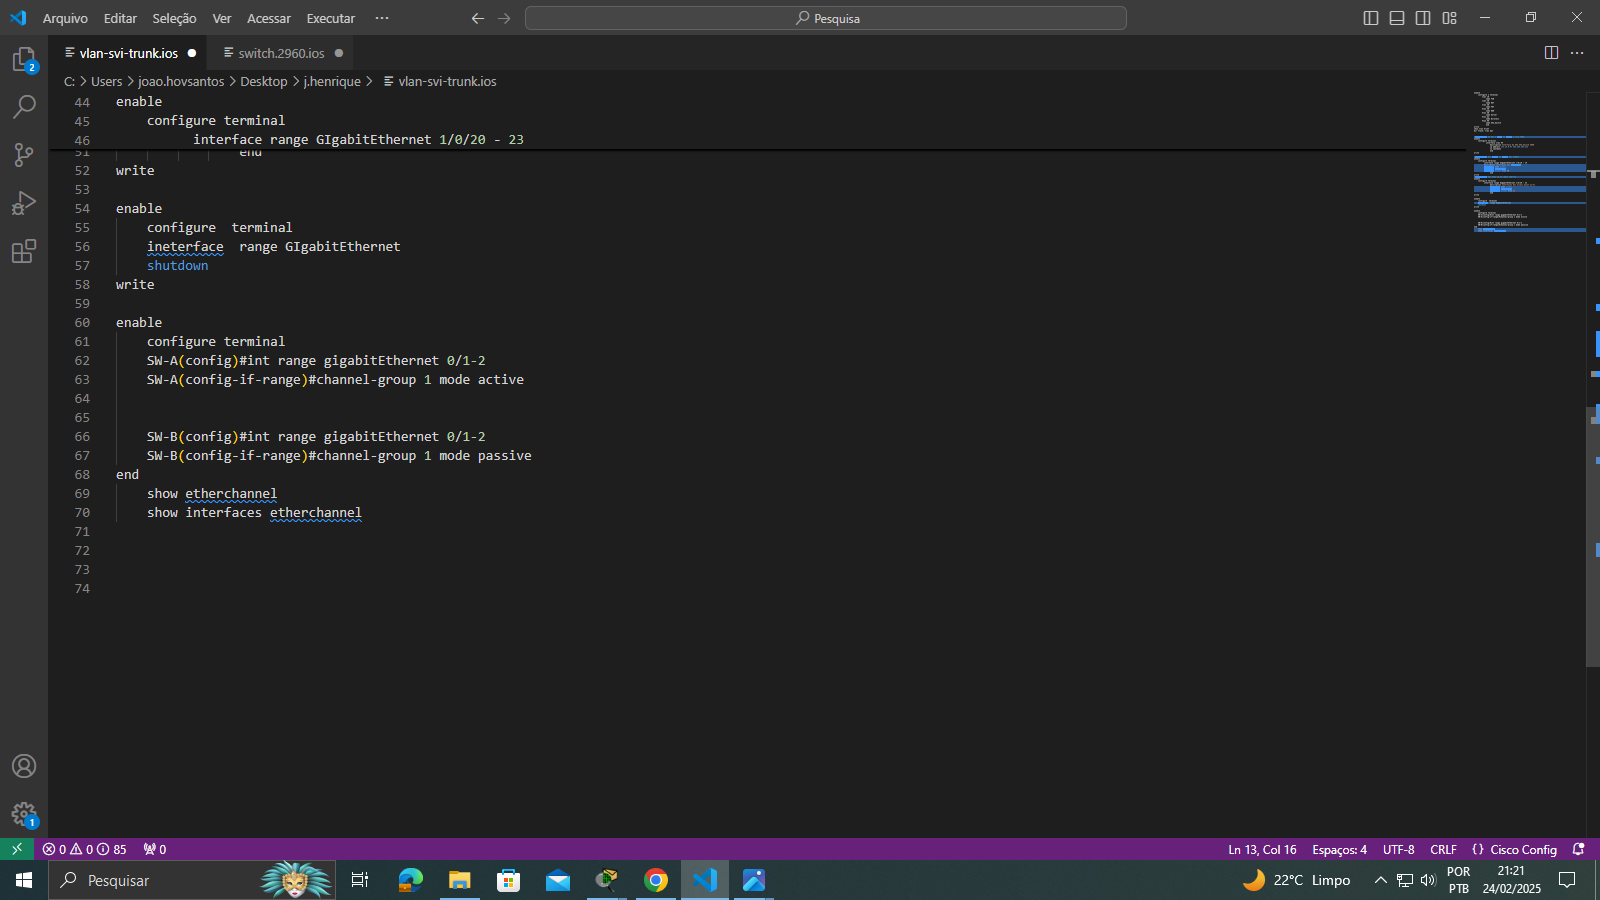 Arquivo Editar Seleção Ver Acessar Executar ··· Pesquisa
vlan-svi-trunk.ios switch.2960.ios
C: > Users > joao.hovsantos > Desktop > j.henrique > vlan-svi-trunk.ios
44 enable
45 configure terminal
46 interface range GIgabitEthernet 1/0/20 - 23
51 end
52 write
53
54 enable
55 configure  terminal
56 ineterface  range GIgabitEthernet
57 shutdown
58 write
59
60 enable
61 configure terminal
62 SW-A(config)#int range gigabitEthernet 0/1-2
63 SW-A(config-if-range)#channel-group 1 mode active
64
65
66 SW-B(config)#int range gigabitEthernet 0/1-2
67 SW-B(config-if-range)#channel-group 1 mode passive
68 end
69 show etherchannel
70 show interfaces etherchannel
71
72
73
74
2
1
0 0 85 0 Ln 13, Col 16 Espaços: 4 UTF-8 CRLF {} Cisco Config
Pesquisar 22°C Limpo POR PTB 21:21 24/02/2025